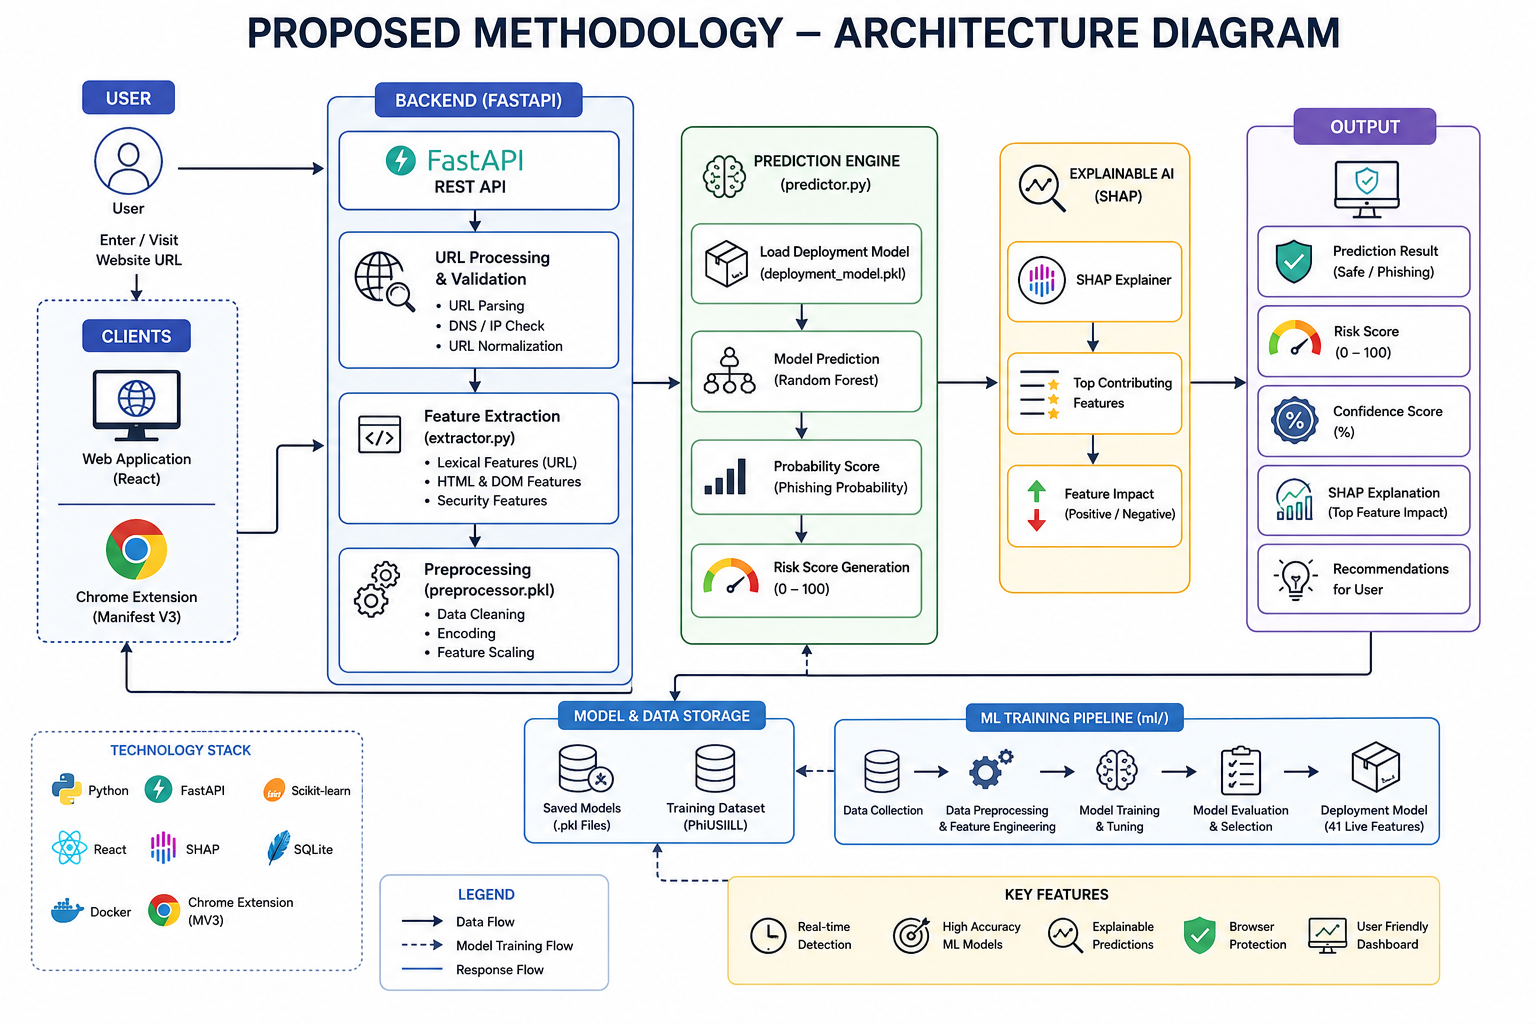 PROPOSED METHODOLOGY – ARCHITECTURE DIAGRAM
USER
User
Enter / Visit
Website URL
CLIENTS
Web Application
(React)
Chrome Extension
(Manifest V3)
BACKEND (FASTAPI)
FastAPI
REST API
URL Processing
& Validation
• URL Parsing
• DNS / IP Check
• URL Normalization
Feature Extraction
(extractor.py)
• Lexical Features (URL)
• HTML & DOM Features
• Security Features
Preprocessing
(preprocessor.pkl)
• Data Cleaning
• Encoding
• Feature Scaling
PREDICTION ENGINE
(predictor.py)
Load Deployment Model
(deployment_model.pkl)
Model Prediction
(Random Forest)
Probability Score
(Phishing Probability)
Risk Score Generation
(0 – 100)
EXPLAINABLE AI
(SHAP)
SHAP Explainer
Top Contributing
Features
Feature Impact
(Positive / Negative)
OUTPUT
Prediction Result
(Safe / Phishing)
Risk Score
(0 – 100)
%
Confidence Score
(%)
SHAP Explanation
(Top Feature Impact)
Recommendations
for User
MODEL & DATA STORAGE
Saved Models
(.pkl Files)
Training Dataset
(PhiUSIILL)
ML TRAINING PIPELINE (ml/)
Data Collection
Data Preprocessing
& Feature Engineering
Model Training
& Tuning
Model Evaluation
& Selection
Deployment Model
(41 Live Features)
TECHNOLOGY STACK
Python
FastAPI
Scikit-learn
React
SHAP
SQLite
Docker
Chrome Extension
(MV3)
LEGEND
Data Flow
Model Training Flow
Response Flow
KEY FEATURES
Real-time
Detection
High Accuracy
ML Models
Explainable
Predictions
Browser
Protection
User Friendly
Dashboard